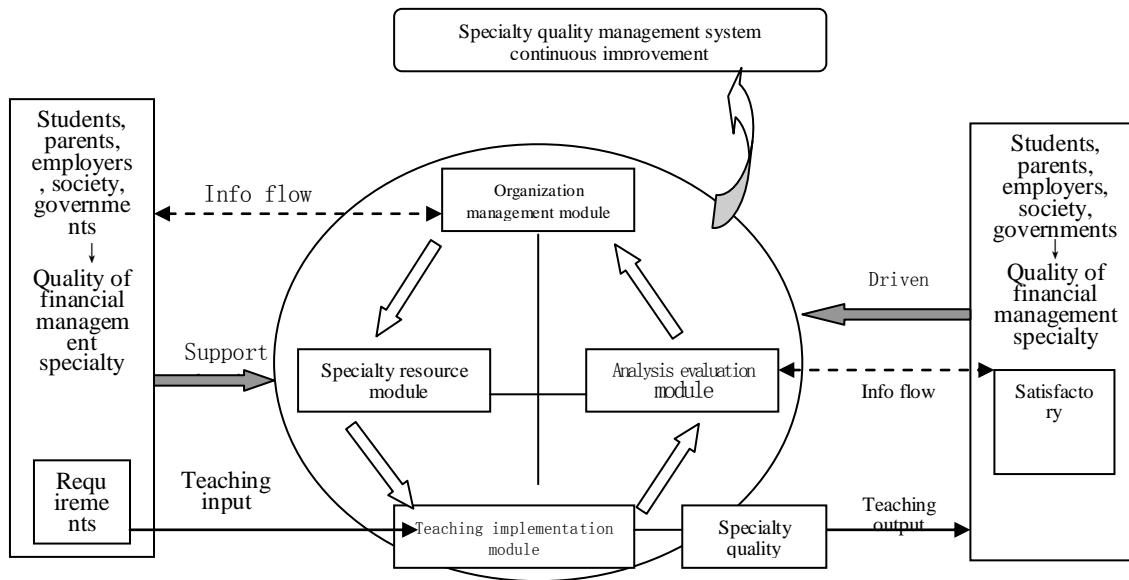 Specialty quality management system
continuous improvement
Students,
parents,
employers
, society,
governme
nts
↓
Quality of
financial
managem
ent
specialty
Info flow
Support
Requ
ireme
nts
Teaching
input
Organization
management module
Specialty resource
module
Analysis evaluation
module
Teaching implementation
module
Specialty
quality
Driven
Info flow
Teaching
output
Students,
parents,
employers,
society,
governments
↓
Quality of
financial
management
specialty
Satisfacto
ry